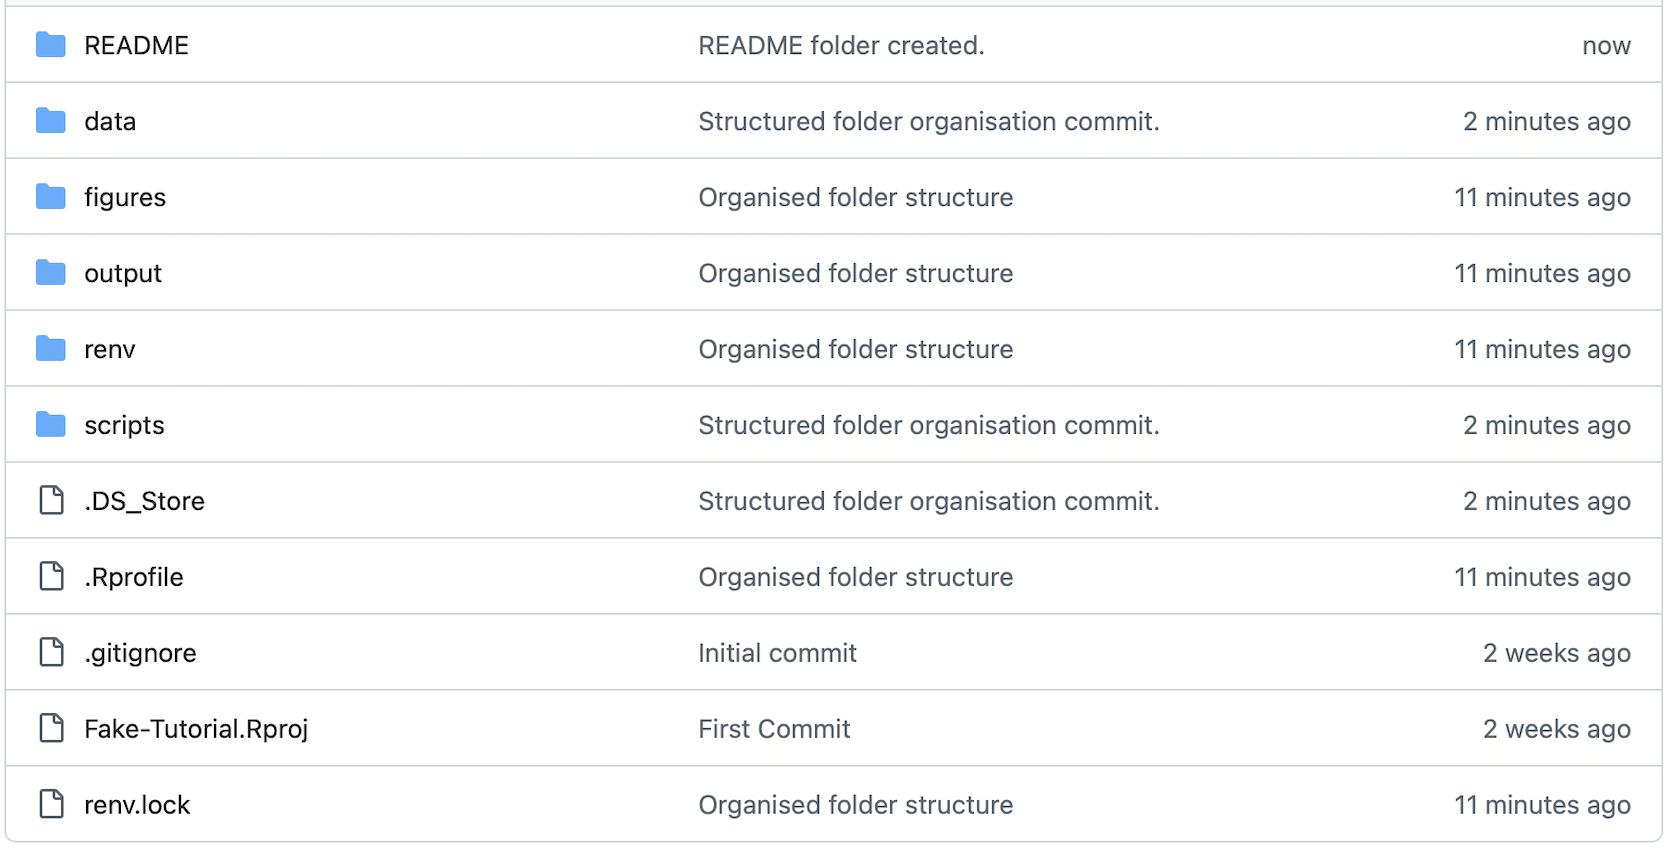 README README folder created. now
data Structured folder organisation commit. 2 minutes ago
figures Organised folder structure 11 minutes ago
output Organised folder structure 11 minutes ago
renv Organised folder structure 11 minutes ago
scripts Structured folder organisation commit. 2 minutes ago
.DS_Store Structured folder organisation commit. 2 minutes ago
.Rprofile Organised folder structure 11 minutes ago
.gitignore Initial commit 2 weeks ago
Fake-Tutorial.Rproj First Commit 2 weeks ago
renv.lock Organised folder structure 11 minutes ago